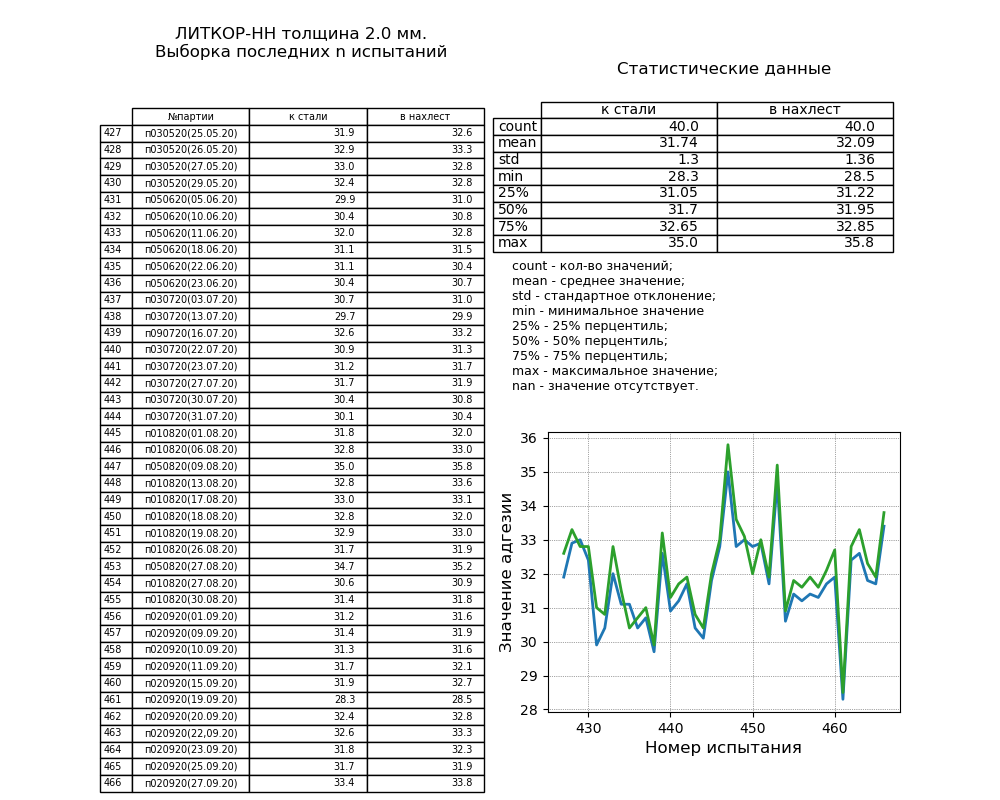 ЛИТКОР-НН толщина 2.0 мм.
Выборка последних n испытаний
№партии к стали в нахлест
427 п030520(25.05.20) 31.9 32.6
428 п030520(26.05.20) 32.9 33.3
429 п030520(27.05.20) 33.0 32.8
430 п030520(29.05.20) 32.4 32.8
431 п050620(05.06.20) 29.9 31.0
432 п050620(10.06.20) 30.4 30.8
433 п050620(11.06.20) 32.0 32.8
434 п050620(18.06.20) 31.1 31.5
435 п050620(22.06.20) 31.1 30.4
436 п050620(23.06.20) 30.4 30.7
437 п030720(03.07.20) 30.7 31.0
438 п030720(13.07.20) 29.7 29.9
439 п090720(16.07.20) 32.6 33.2
440 п030720(22.07.20) 30.9 31.3
441 п030720(23.07.20) 31.2 31.7
442 п030720(27.07.20) 31.7 31.9
443 п030720(30.07.20) 30.4 30.8
444 п030720(31.07.20) 30.1 30.4
445 п010820(01.08.20) 31.8 32.0
446 п010820(06.08.20) 32.8 33.0
447 п050820(09.08.20) 35.0 35.8
448 п010820(13.08.20) 32.8 33.6
449 п010820(17.08.20) 33.0 33.1
450 п010820(18.08.20) 32.8 32.0
451 п010820(19.08.20) 32.9 33.0
452 п010820(26.08.20) 31.7 31.9
453 п050820(27.08.20) 34.7 35.2
454 п010820(27.08.20) 30.6 30.9
455 п010820(30.08.20) 31.4 31.8
456 п020920(01.09.20) 31.2 31.6
457 п020920(09.09.20) 31.4 31.9
458 п020920(10.09.20) 31.3 31.6
459 п020920(11.09.20) 31.7 32.1
460 п020920(15.09.20) 31.9 32.7
461 п020920(19.09.20) 28.3 28.5
462 п020920(20.09.20) 32.4 32.8
463 п020920(22,09.20) 32.6 33.3
464 п020920(23.09.20) 31.8 32.3
465 п020920(25.09.20) 31.7 31.9
466 п020920(27.09.20) 33.4 33.8
Статистические данные
к стали в нахлест
count 40.0 40.0
mean 31.74 32.09
std 1.3 1.36
min 28.3 28.5
25% 31.05 31.22
50% 31.7 31.95
75% 32.65 32.85
max 35.0 35.8
count - кол-во значений;
mean - среднее значение;
std - стандартное отклонение;
min - минимальное значение
25% - 25% перцентиль;
50% - 50% перцентиль;
75% - 75% перцентиль;
max - максимальное значение;
nan - значение отсутствует.
Значение адгезии
36
35
34
33
32
31
30
29
28
430 440 450 460
Номер испытания